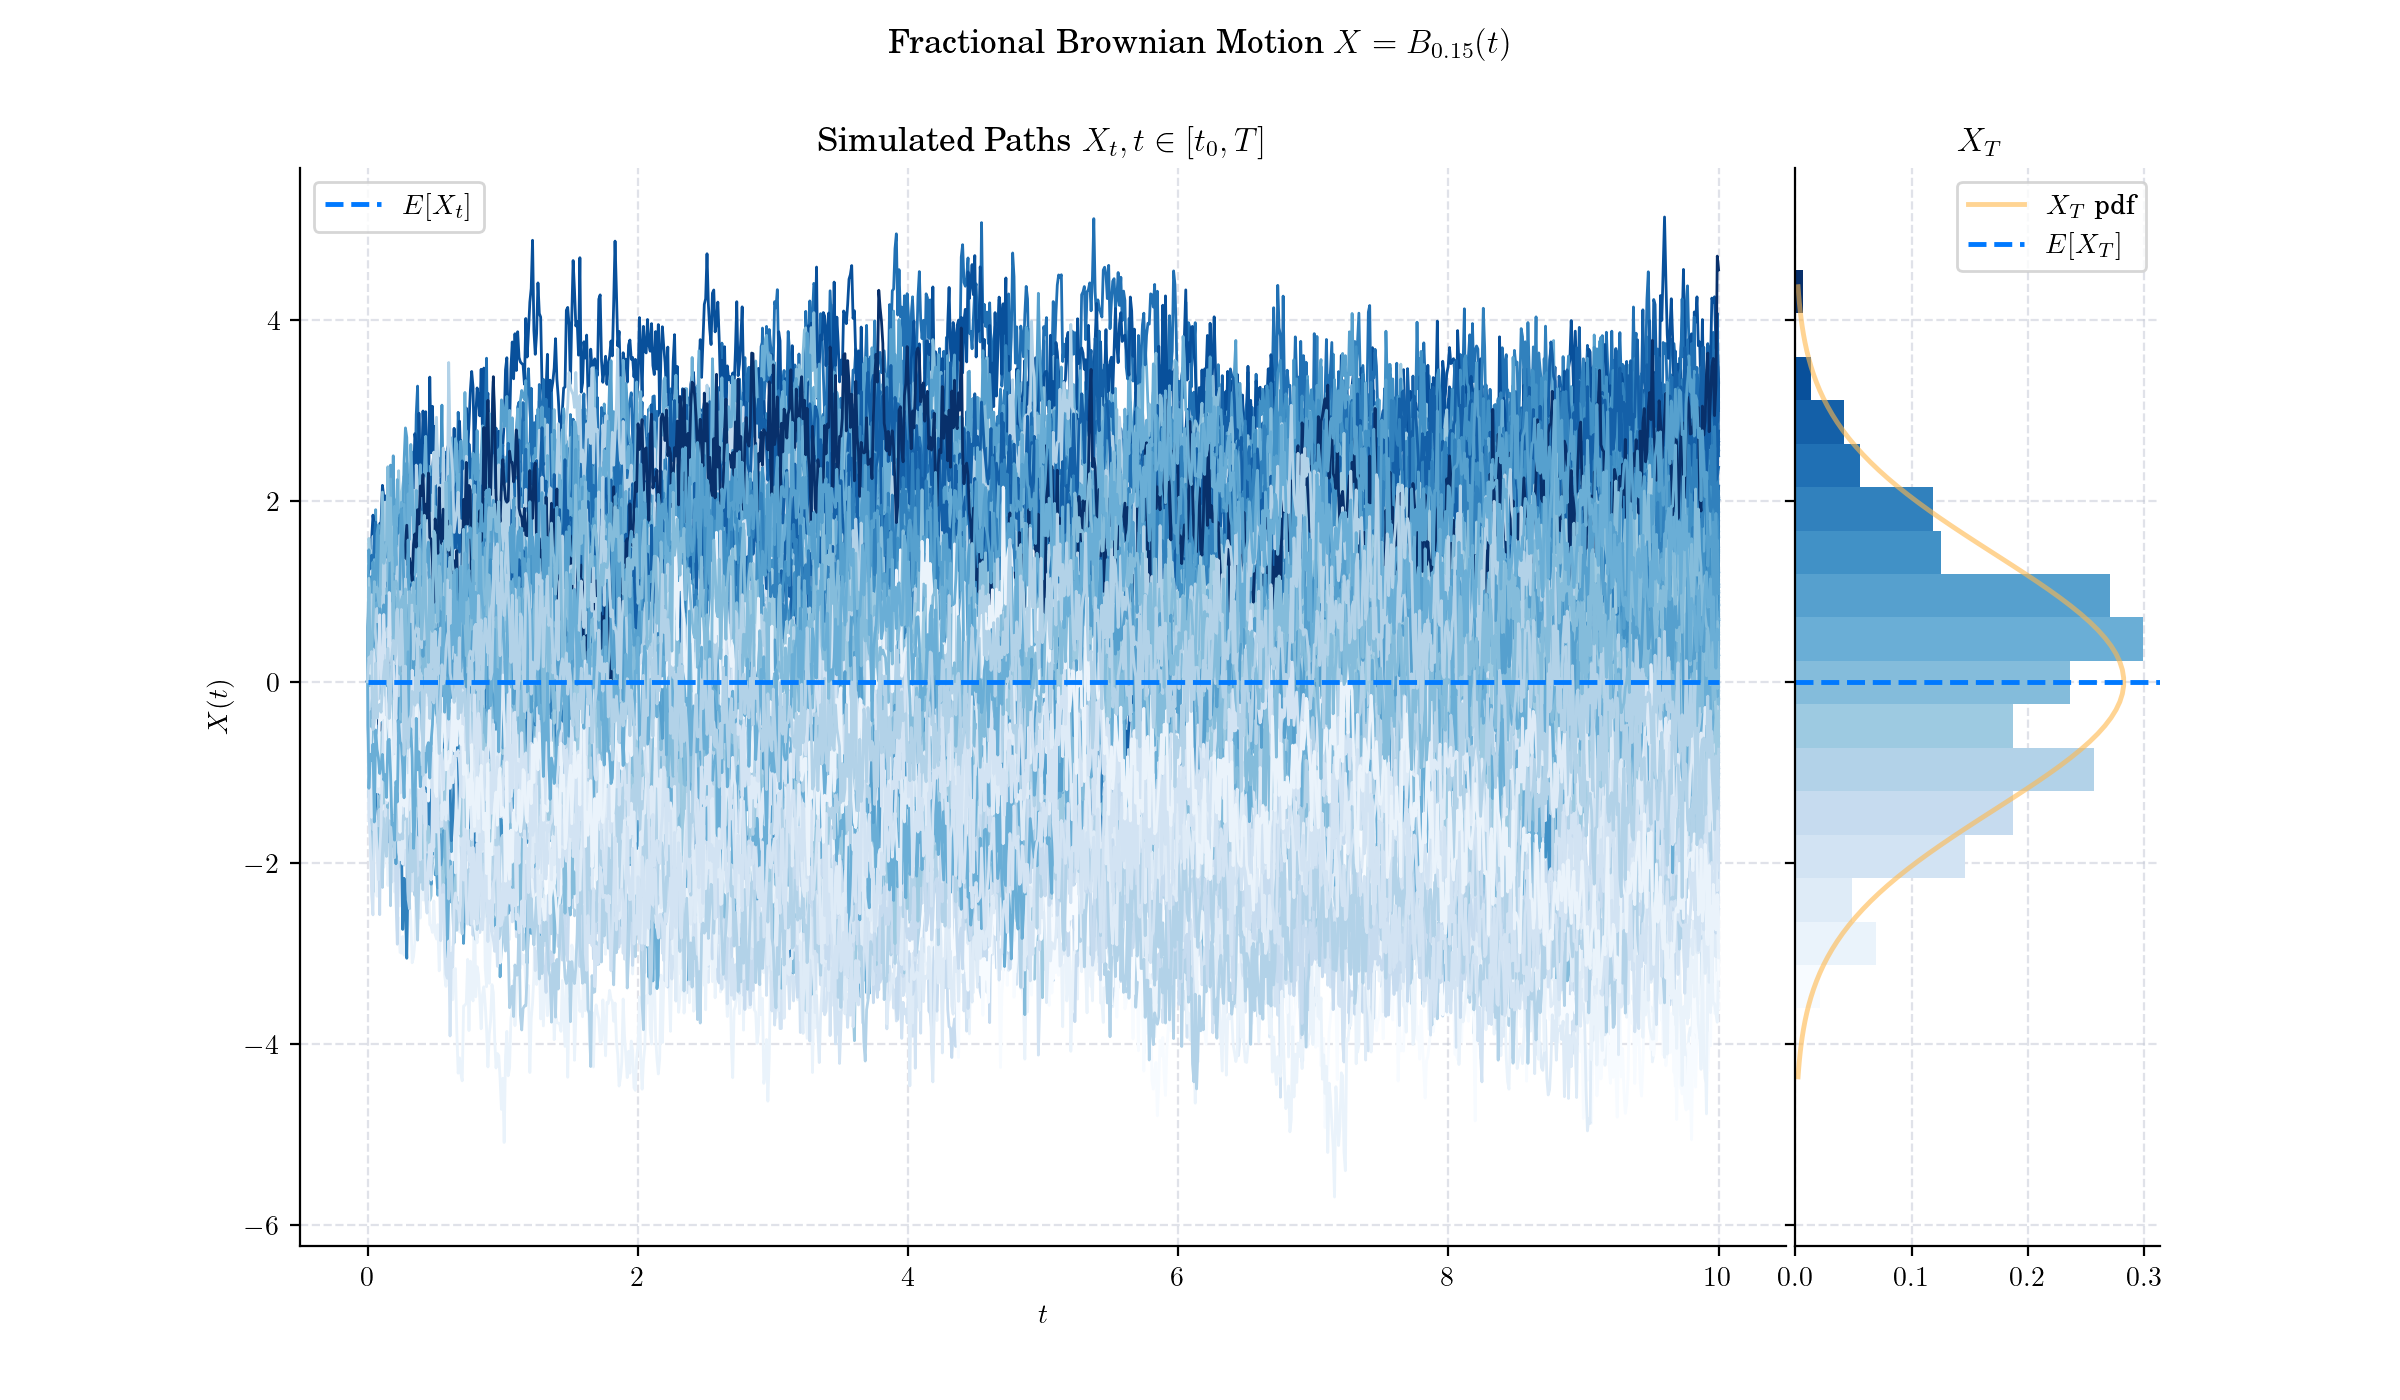 Fractional Brownian Motion $X = B_{0.15}(t)$
Simulated Paths $X_t, t \in [t_0, T]$
$E[X_t]$
4
2
0
−2
−4
−6
$X(t)$
0
2
4
6
8
10
$t$
$X_T$
$X_T$ pdf
$E[X_T]$
0.0
0.1
0.2
0.3